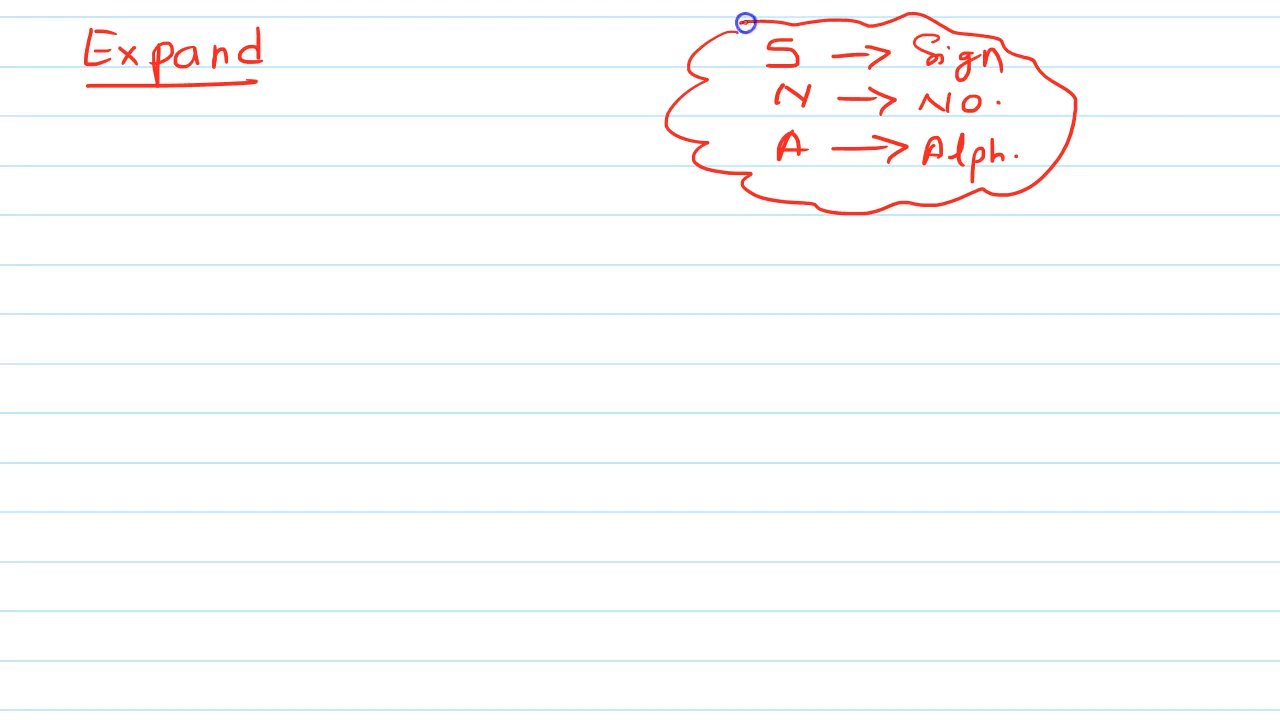 Expand
S → Sign
N → No.
A → Alph.